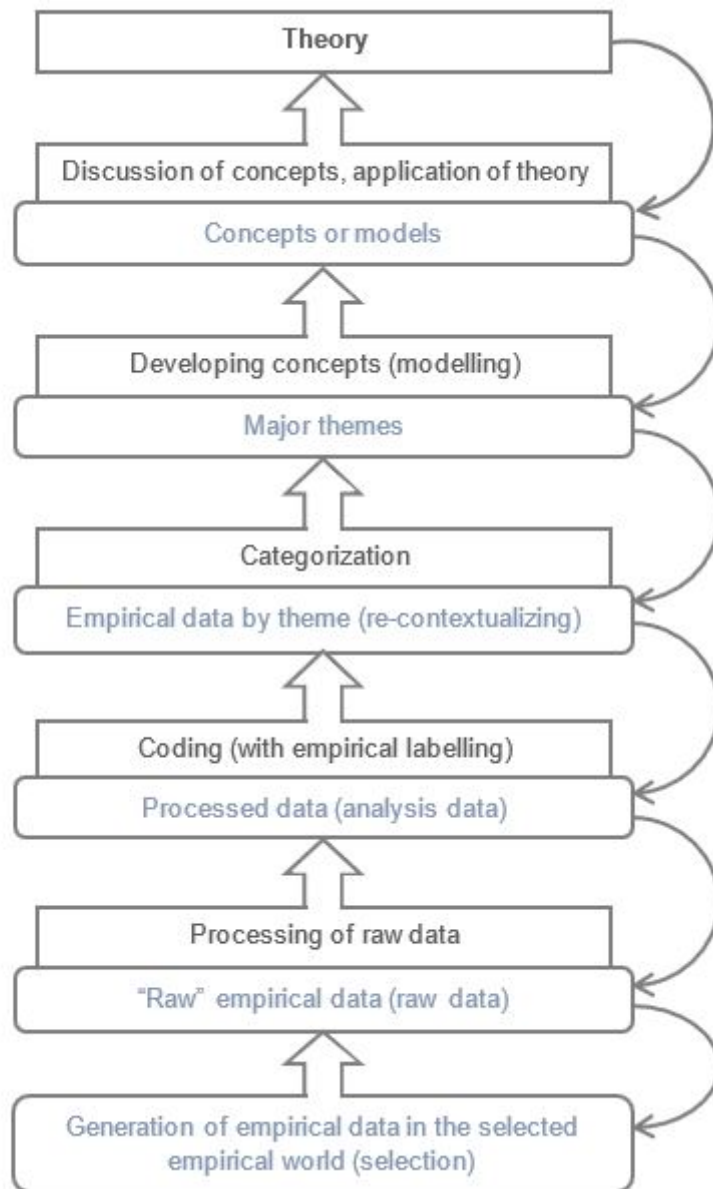 Theory
Discussion of concepts, application of theory
Concepts or models
Developing concepts (modelling)
Major themes
Categorization
Empirical data by theme (re-contextualizing)
Coding (with empirical labelling)
Processed data (analysis data)
Processing of raw data
“Raw” empirical data (raw data)
Generation of empirical data in the selected
empirical world (selection)